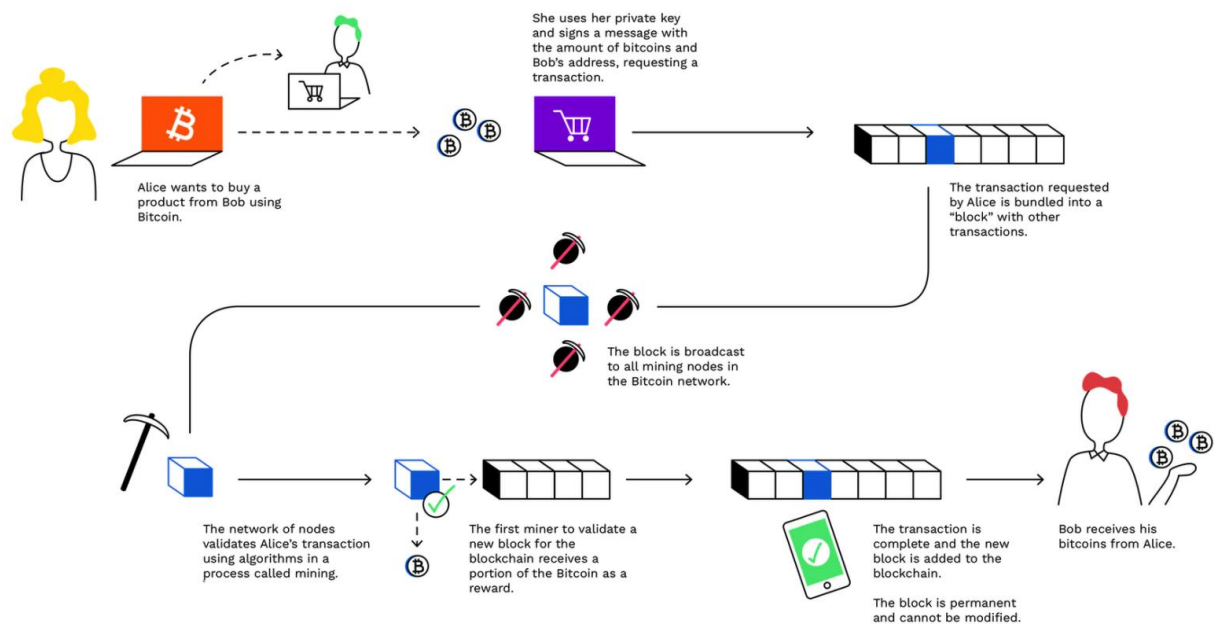 Alice wants to buy a
product from Bob using
Bitcoin.
She uses her private key
and signs a message with
the amount of bitcoins and
Bob’s address, requesting a
transaction.
The transaction requested
by Alice is bundled into a
“block” with other
transactions.
The block is broadcast
to all mining nodes in
the Bitcoin network.
The network of nodes
validates Alice’s transaction
using algorithms in a
process called mining.
The first miner to validate a
new block for the
blockchain receives a
portion of the Bitcoin as a
reward.
The transaction is
complete and the new
block is added to the
blockchain.
The block is permanent
and cannot be modified.
Bob receives his
bitcoins from Alice.